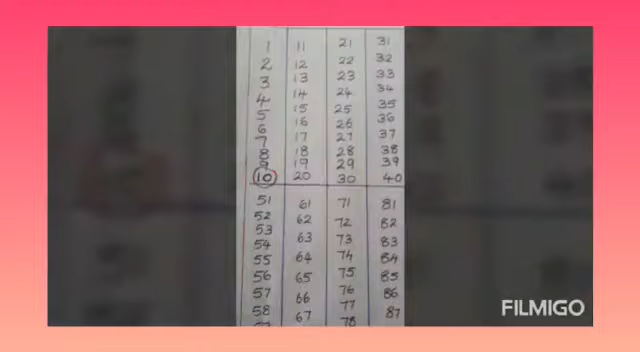 1 11 21 31
2 12 22 32
3 13 23 33
4 14 24 34
5 15 25 35
6 16 26 36
7 17 27 37
8 18 28 38
9 19 29 39
10 20 30 40
51 61 71 81
52 62 72 82
53 63 73 83
54 64 74 84
55 65 75 85
56 66 76 86
57 67 77 87
58 78
FILMIGO